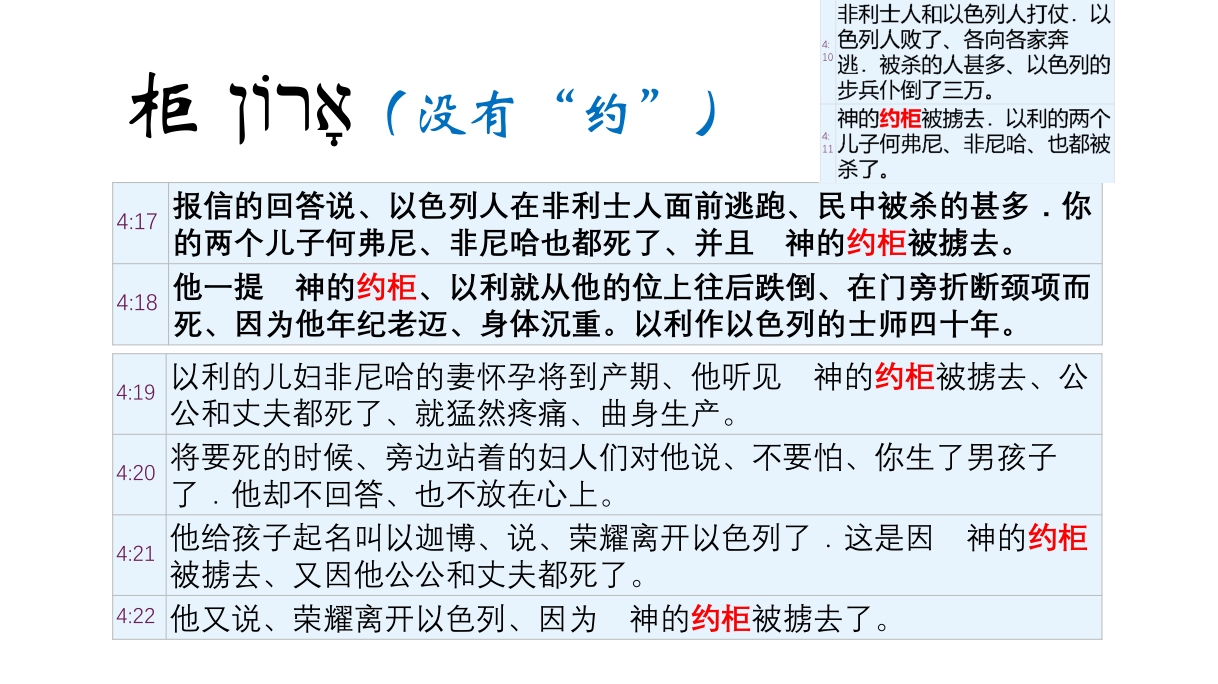 非利士人和以色列人打仗．以
4:10 色列人败了、各向各家奔
逃．被杀的人甚多、以色列的
步兵仆倒了三万。
神的约柜被掳去．以利的两个
4:11 儿子何弗尼、非尼哈、也都被
杀了。
柜 אָרוֹן（没有“约”）
4:17 报信的回答说、以色列人在非利士人面前逃跑、民中被杀的甚多．你
的两个儿子何弗尼、非尼哈也都死了、并且　神的约柜被掳去。
4:18 他一提　神的约柜、以利就从他的位上往后跌倒、在门旁折断颈项而
死、因为他年纪老迈、身体沉重。以利作以色列的士师四十年。
4:19 以利的儿妇非尼哈的妻怀孕将到产期、他听见　神的约柜被掳去、公
公和丈夫都死了、就猛然疼痛、曲身生产。
4:20 将要死的时候、旁边站着的妇人们对他说、不要怕、你生了男孩子
了．他却不回答、也不放在心上。
4:21 他给孩子起名叫以迦博、说、荣耀离开以色列了．这是因　神的约柜
被掳去、又因他公公和丈夫都死了。
4:22 他又说、荣耀离开以色列、因为　神的约柜被掳去了。